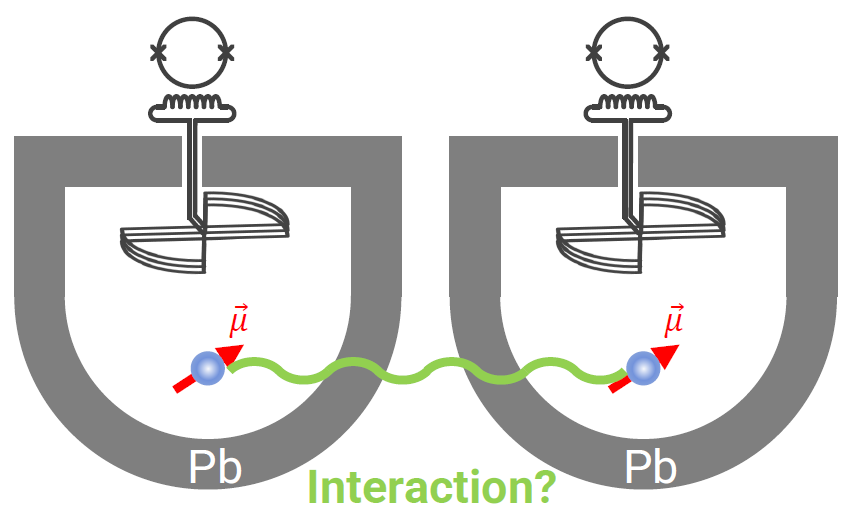 μ⃗ μ⃗
Pb Pb
Interaction?